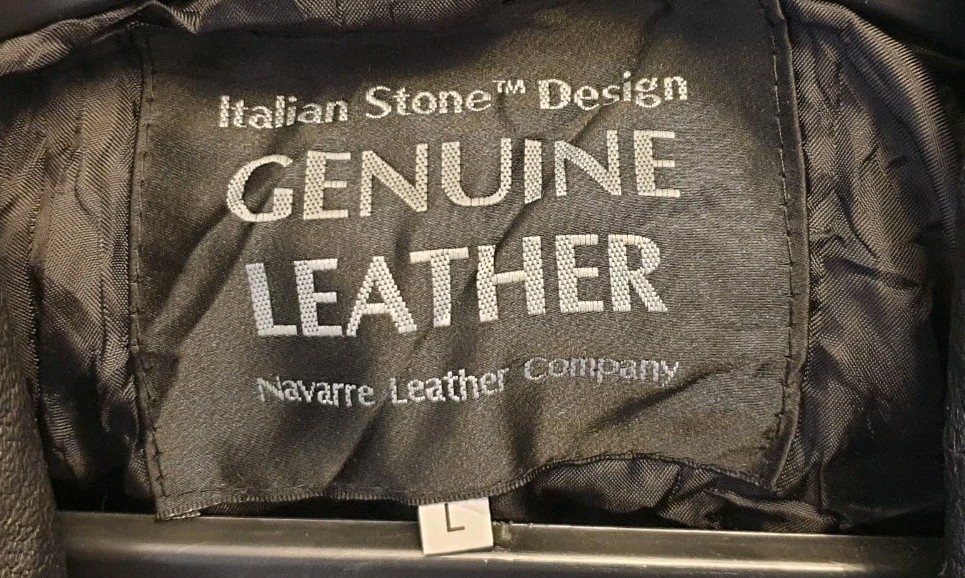 Italian Stone™ Design
GENUINE
LEATHER
Navarre Leather Company
L